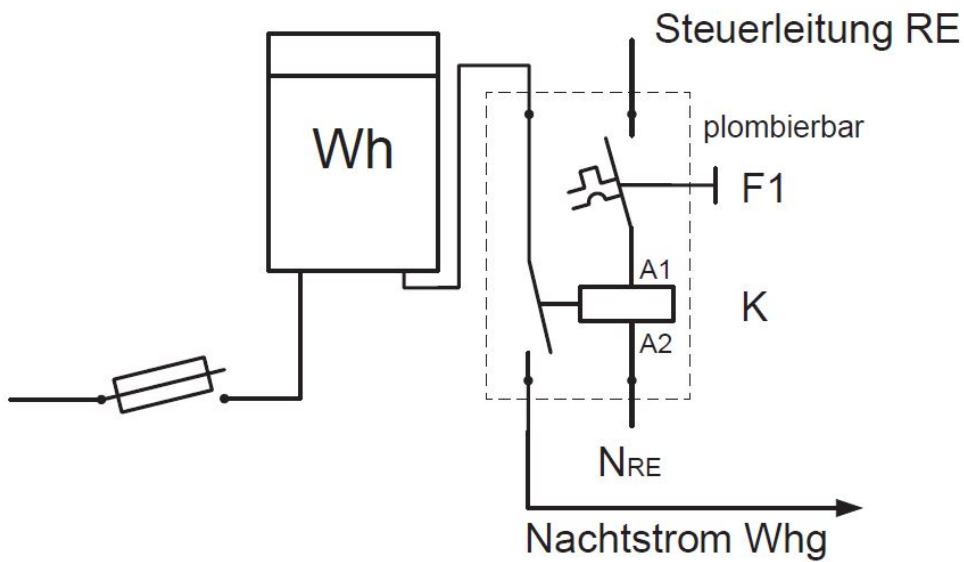 Steuerleitung RE
Wh
plombierbar
F1
A1
K
A2
NRE
Nachtstrom Whg